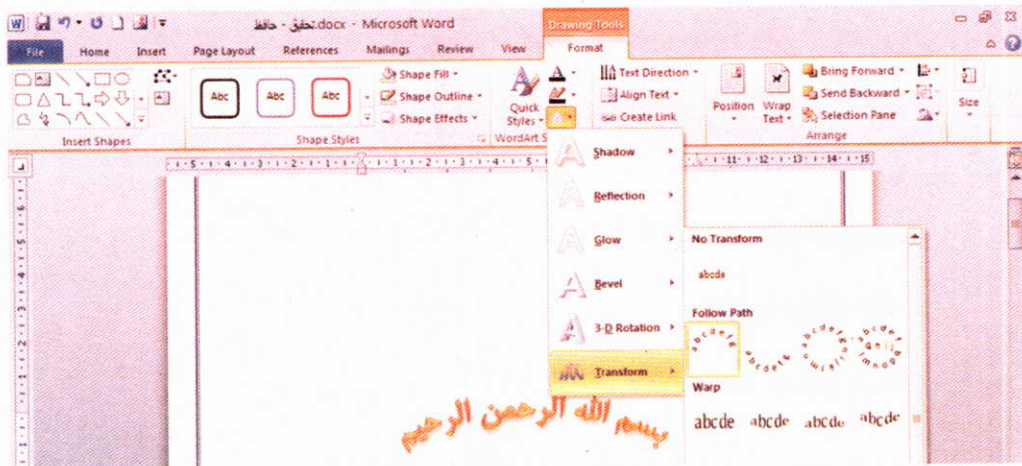 تحقيق - حافظ.docx - Microsoft Word
Drawing Tools
File Home Insert Page Layout References Mailings Review View Format
Abc Abc Abc
Shape Fill
Shape Outline
Shape Effects
Quick Styles
Text Direction
Align Text
Create Link
Position
Wrap Text
Bring Forward
Send Backward
Selection Pane
Size
Insert Shapes Shape Styles WordArt S Arrange
Shadow
Reflection
Glow
Bevel
3-D Rotation
Transform
No Transform
abcde
Follow Path
Warp
abcde abcde abcde abcde
بسم الله الرحمن الرحيم